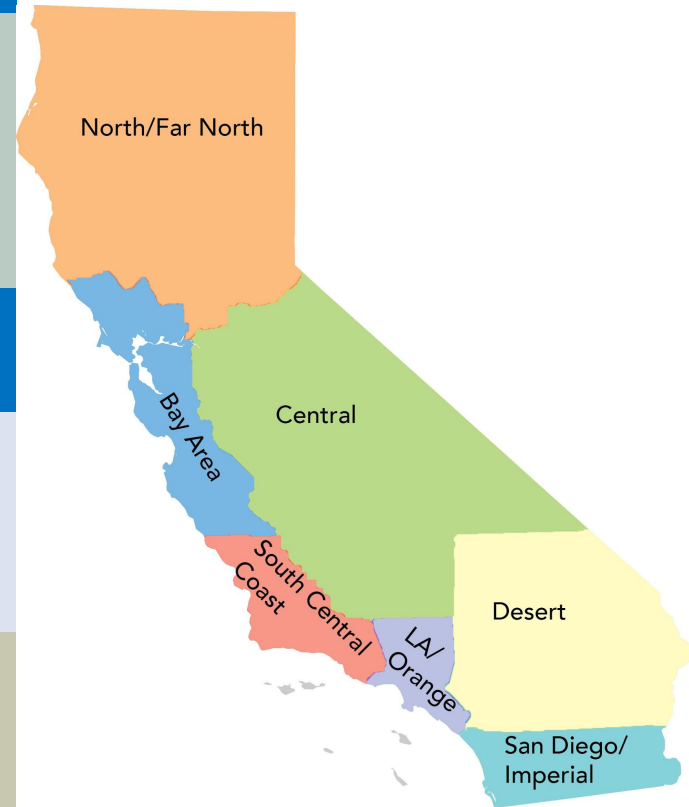 North/Far North
Bay Area
Central
South Central
Coast
LA/
Orange
Desert
San Diego/
Imperial